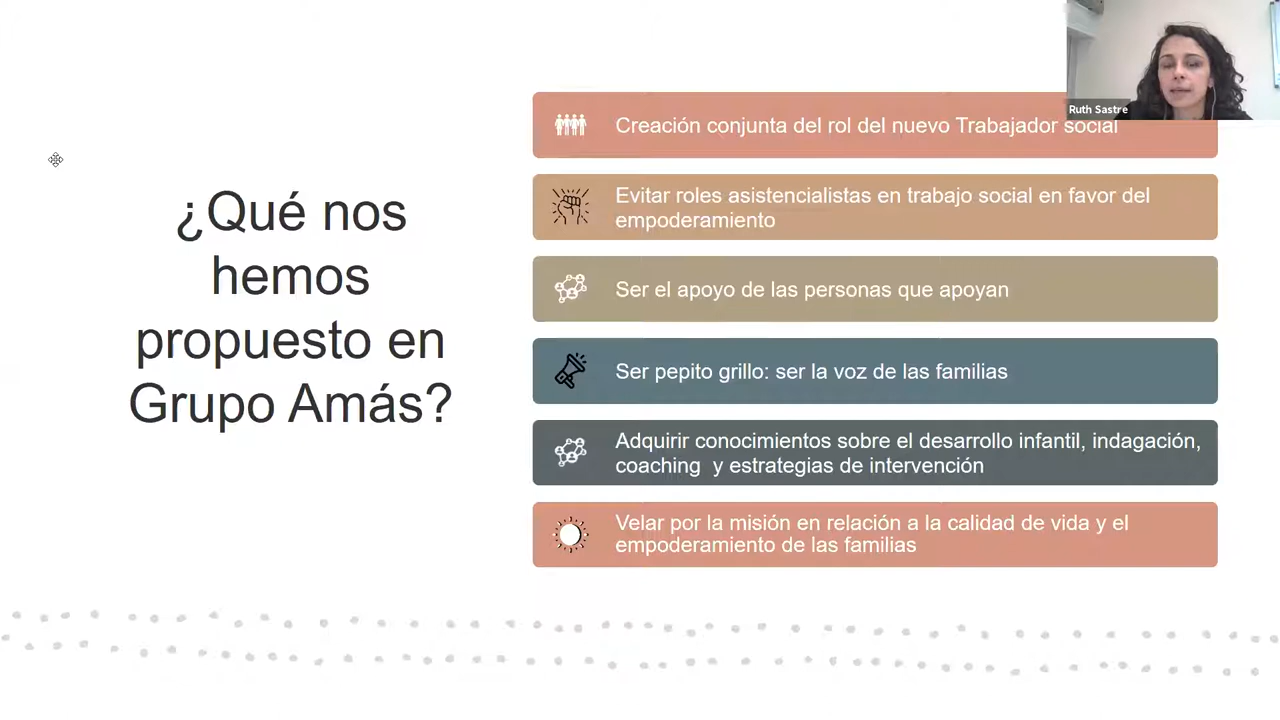 Ruth Sastre
¿Qué nos
hemos
propuesto en
Grupo Amás?
Creación conjunta del rol del nuevo Trabajador social
Evitar roles asistencialistas en trabajo social en favor del
empoderamiento
Ser el apoyo de las personas que apoyan
Ser pepito grillo: ser la voz de las familias
Adquirir conocimientos sobre el desarrollo infantil, indagación,
coaching  y estrategias de intervención
Velar por la misión en relación a la calidad de vida y el
empoderamiento de las familias